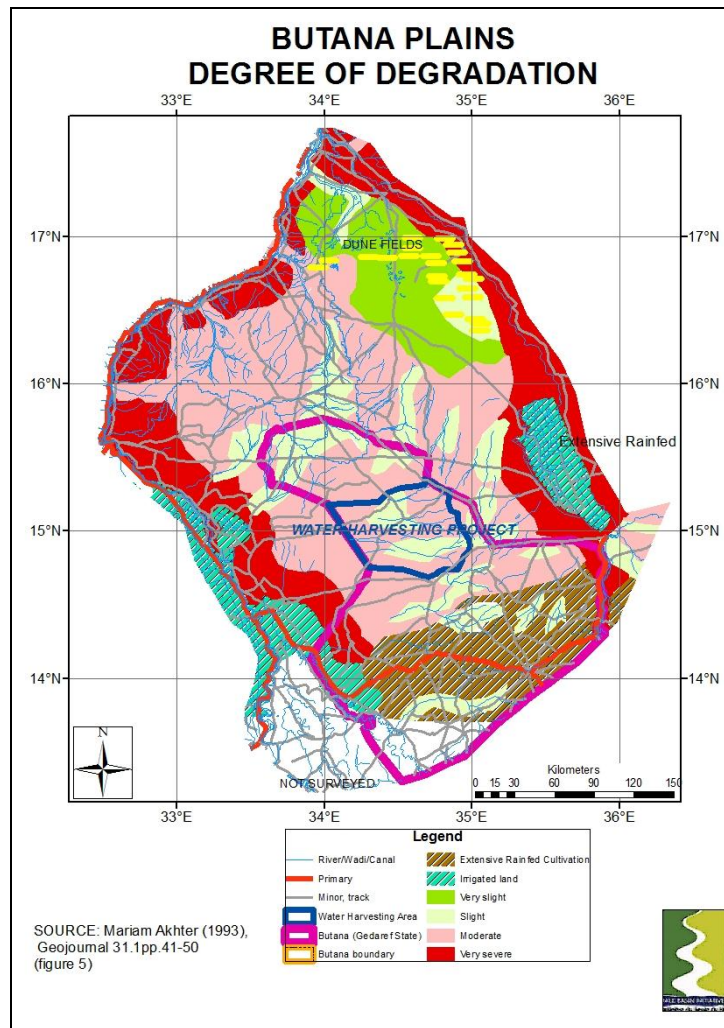 BUTANA PLAINS
DEGREE OF DEGRADATION
33°E 34°E 35°E 36°E
17°N 17°N
DUNE FIELDS
16°N 16°N
Extensive Rainfed
15°N 15°N
WATER HARVESTING PROJECT
14°N 14°N
N
NOT SURVEYED
Kilometers
0 15 30 60 90 120 150
33°E 34°E 35°E 36°E
Legend
River/Wadi/Canal
Primary
Minor, track
Water Harvesting Area
Butana (Gedaref State)
Butana boundary
Extensive Rainfed Cultivation
Irrigated land
Very slight
Slight
Moderate
Very severe
SOURCE: Mariam Akhter (1993),
Geojournal 31.1pp.41-50
(figure 5)
NILE BASIN INITIATIVE